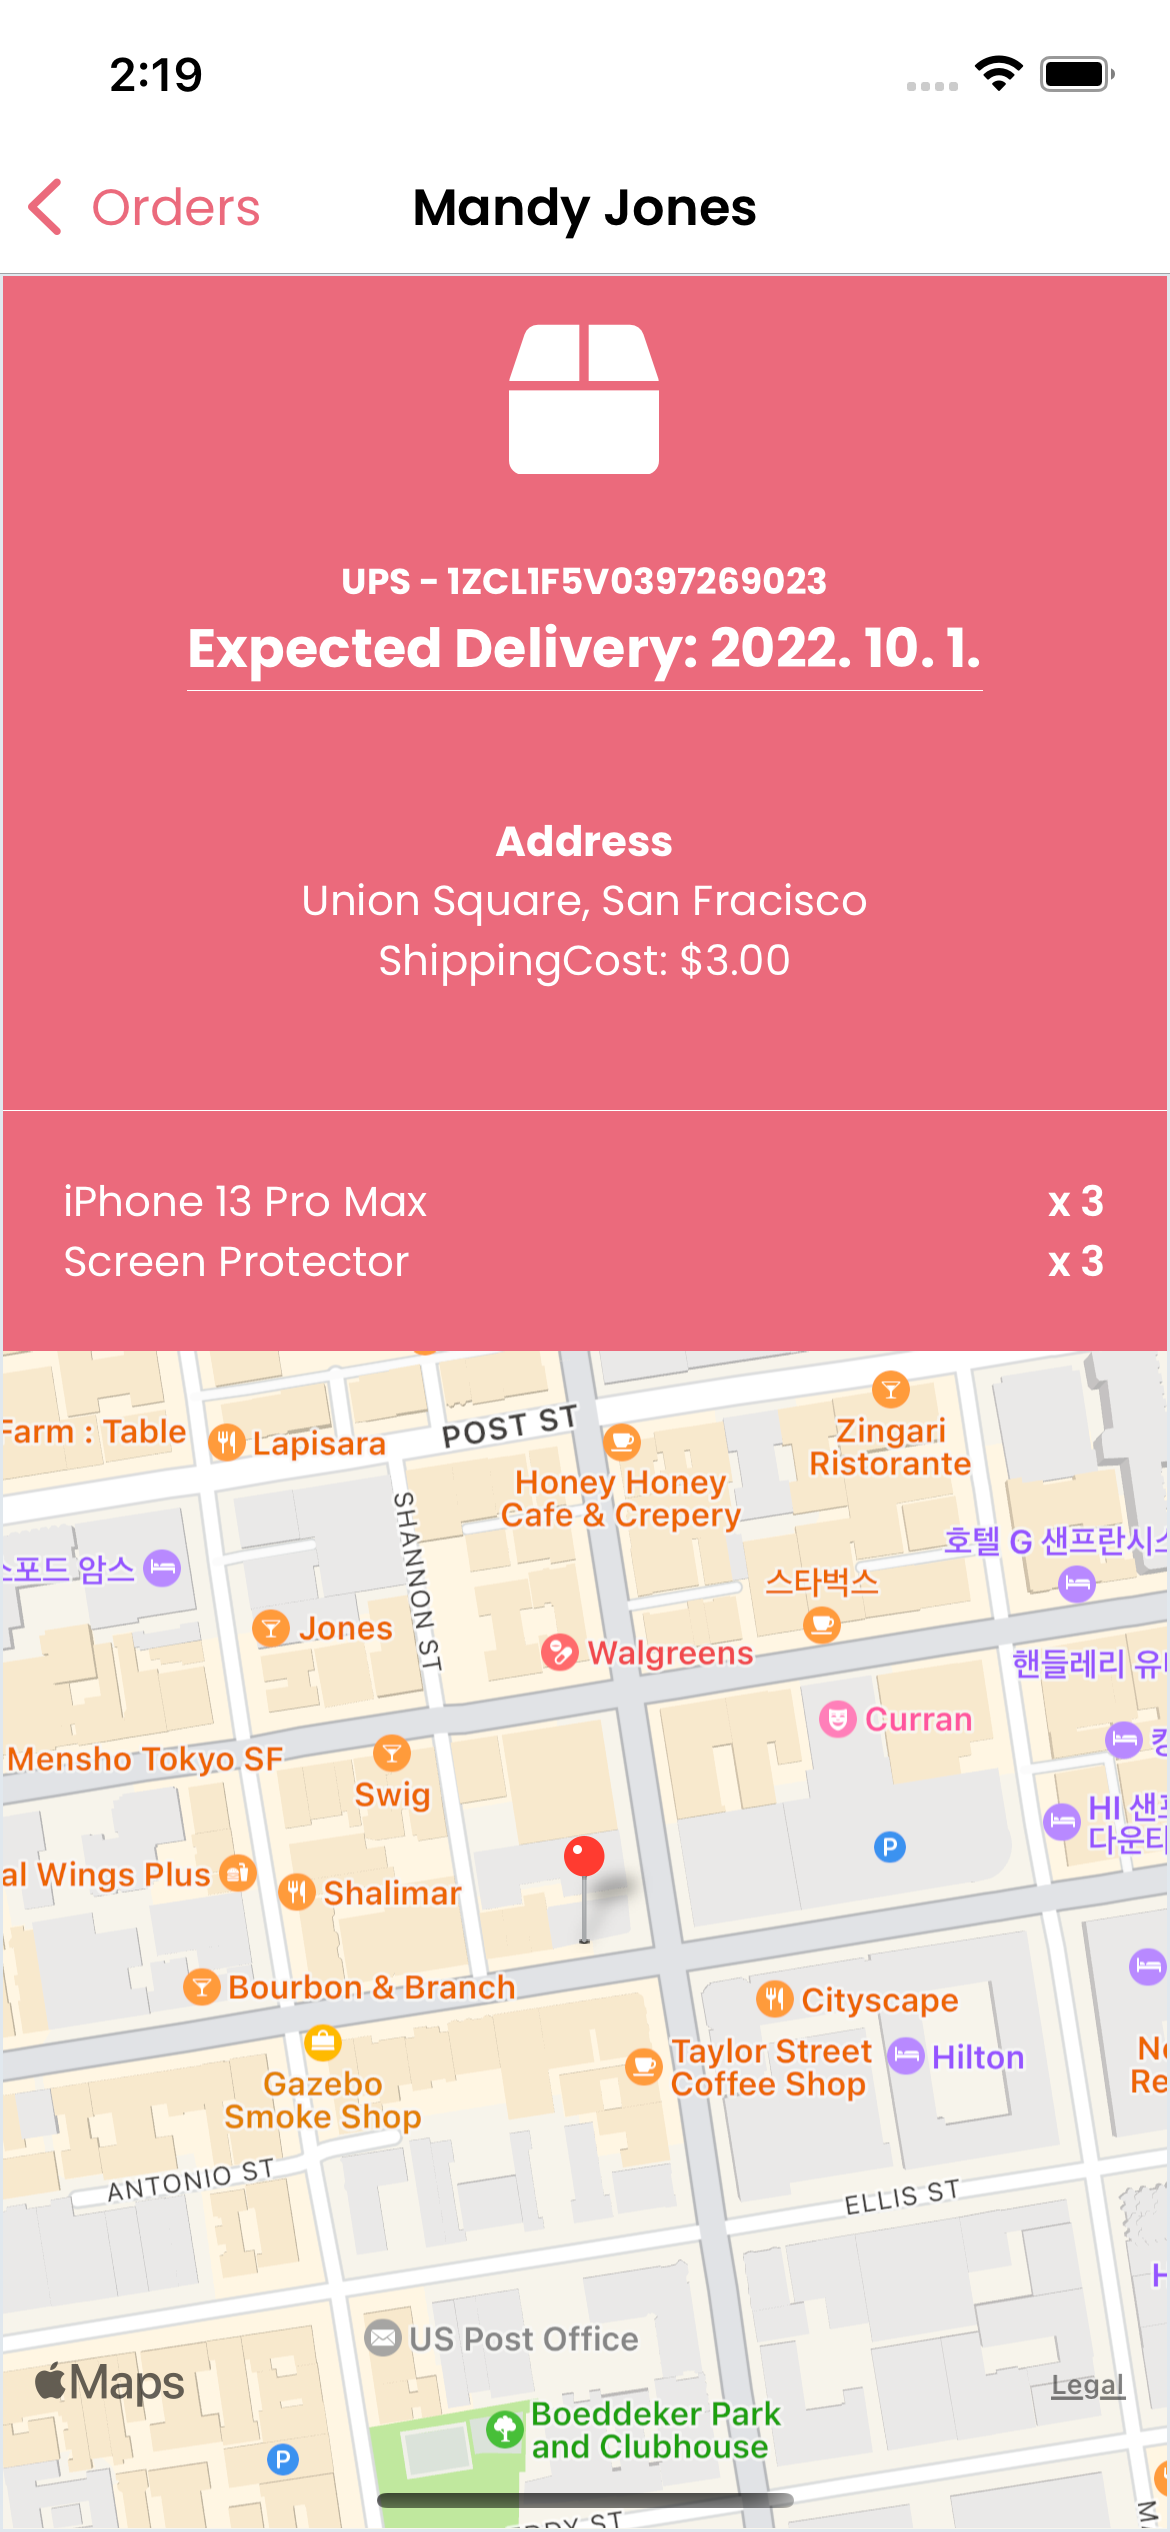 2:19
Orders
Mandy Jones
UPS - 1ZCL1F5V0397269023
Expected Delivery: 2022. 10. 1.
Address
Union Square, San Fracisco
ShippingCost: $3.00
iPhone 13 Pro Max x 3
Screen Protector x 3
Farm : Table
Lapisara
POST ST
Zingari
Ristorante
Honey Honey
Cafe & Crepery
SHANNON ST
호텔 G 샌프란시스
스포드 암스
스타벅스
Jones
Walgreens
핸들레리 유니
Curran
Mensho Tokyo SF
Swig
HI 샌프
다운타
P
al Wings Plus
Shalimar
Bourbon & Branch
Cityscape
Taylor Street
Coffee Shop
Hilton
Gazebo
Smoke Shop
ANTONIO ST
ELLIS ST
US Post Office
Maps
Legal
Boeddeker Park
and Clubhouse
P